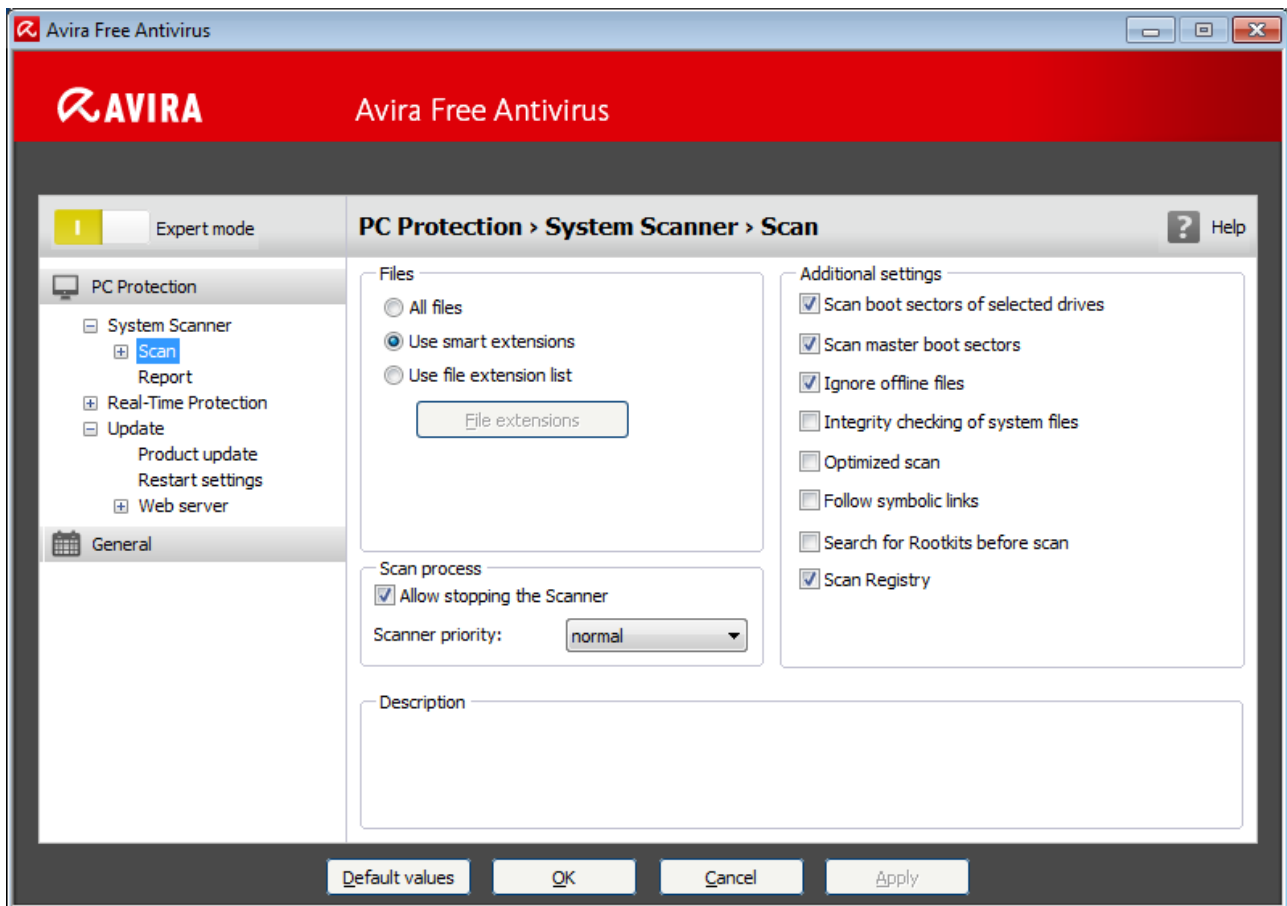 Avira Free Antivirus
AVIRA
Avira Free Antivirus
I
Expert mode
PC Protection › System Scanner › Scan
? Help
PC Protection
System Scanner
Scan
Report
Real-Time Protection
Update
Product update
Restart settings
Web server
General
Files
All files
Use smart extensions
Use file extension list
File extensions
Scan process
Allow stopping the Scanner
Scanner priority: normal
Additional settings
Scan boot sectors of selected drives
Scan master boot sectors
Ignore offline files
Integrity checking of system files
Optimized scan
Follow symbolic links
Search for Rootkits before scan
Scan Registry
Description
Default values
OK
Cancel
Apply